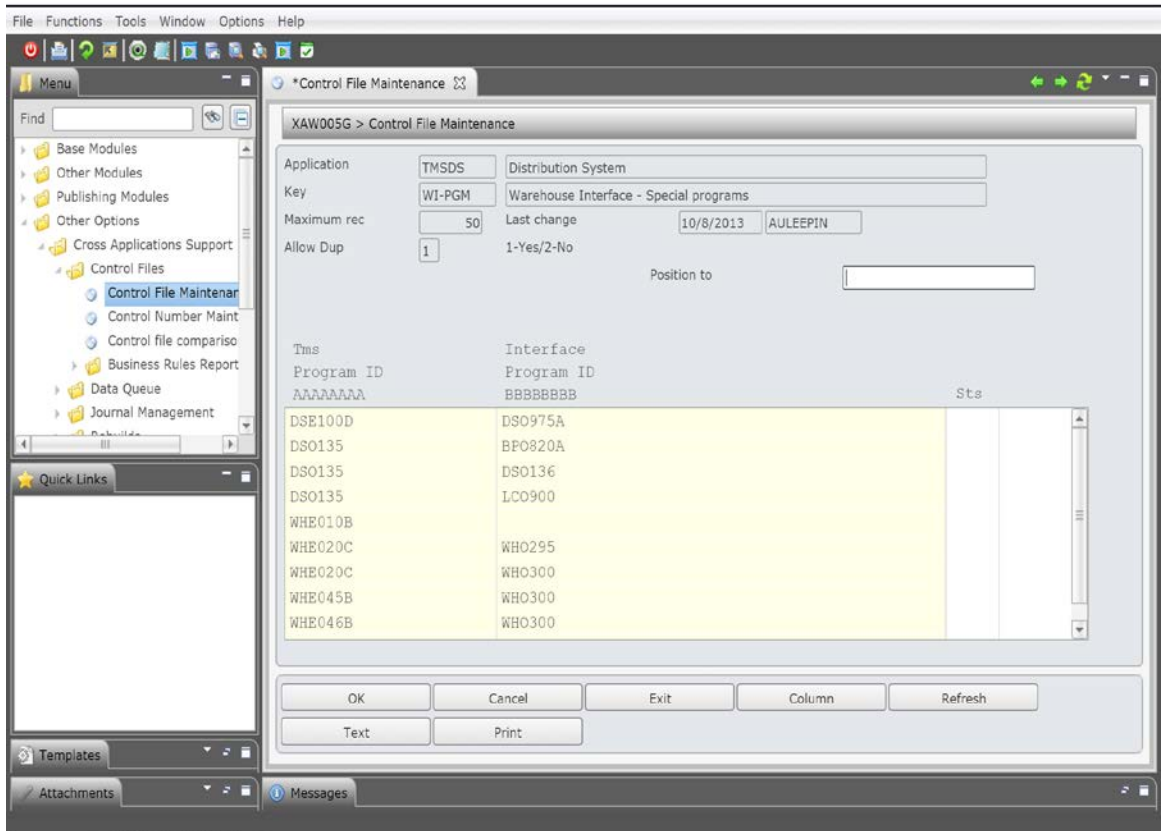 File Functions Tools Window Options Help
Menu
Find
Base Modules
Other Modules
Publishing Modules
Other Options
Cross Applications Support
Control Files
Control File Maintenan
Control Number Maint
Control file compariso
Business Rules Report
Data Queue
Journal Management
Quick Links
Templates
Attachments
*Control File Maintenance
XAW005G > Control File Maintenance
Application TMSDS Distribution System
Key WI-PGM Warehouse Interface - Special programs
Maximum rec 50 Last change 10/8/2013 AULEEPIN
Allow Dup 1 1-Yes/2-No
Position to
Tms Interface
Program ID Program ID
AAAAAAAA BBBBBBBB Sts
DSE100D DSO975A
DSO135 BPO820A
DSO135 DSO136
DSO135 LCO900
WHE010B
WHE020C WHO295
WHE020C WHO300
WHE045B WHO300
WHE046B WHO300
OK Cancel Exit Column Refresh
Text Print
Messages